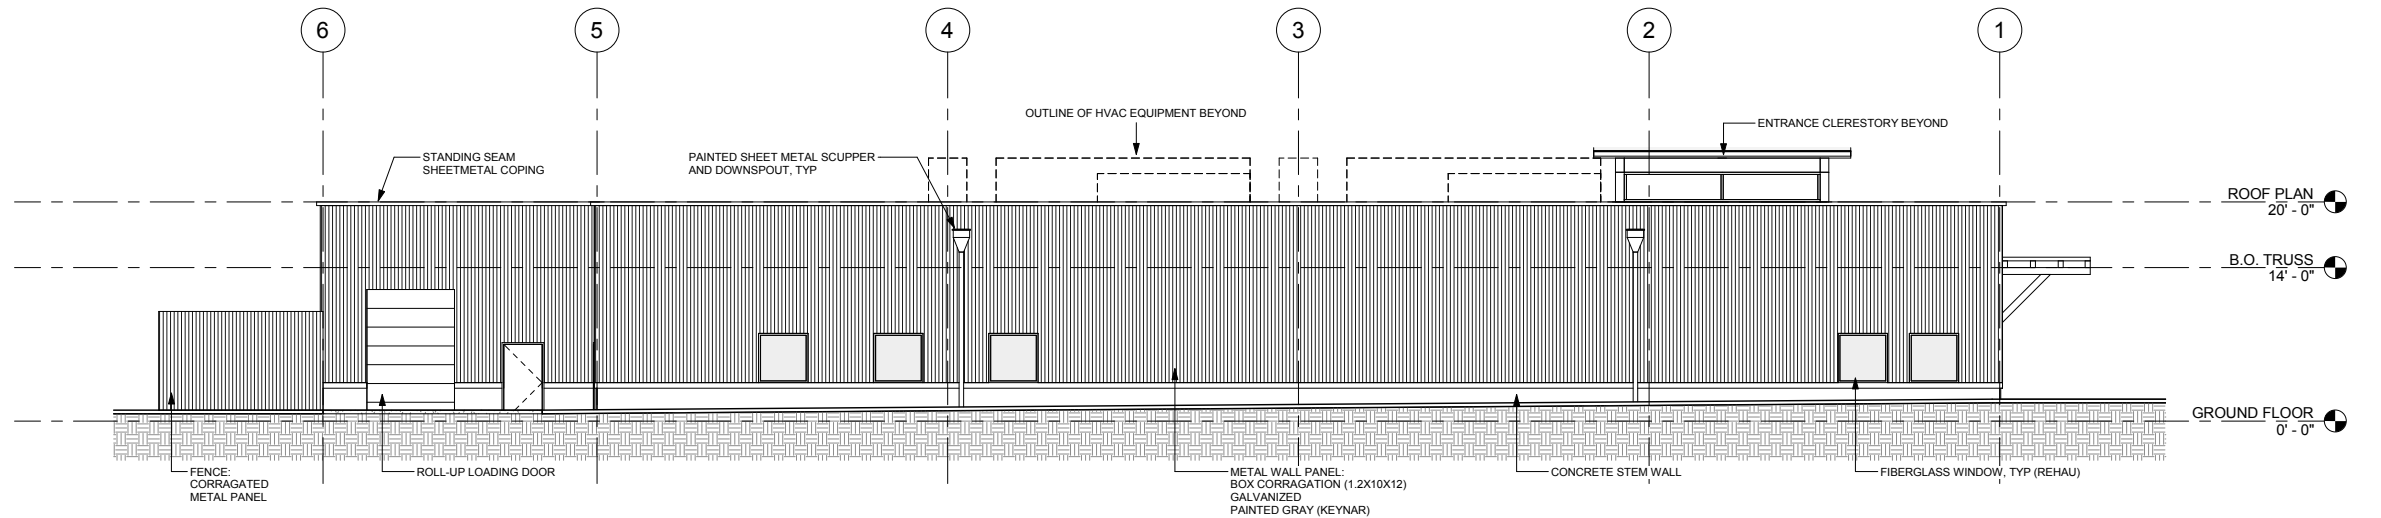 6
5
4
3
2
1
OUTLINE OF HVAC EQUIPMENT BEYOND
ENTRANCE CLERESTORY BEYOND
STANDING SEAM
SHEETMETAL COPING
PAINTED SHEET METAL SCUPPER
AND DOWNSPOUT, TYP
ROOF PLAN
20' - 0"
B.O. TRUSS
14' - 0"
GROUND FLOOR
0' - 0"
FENCE:
CORRAGATED
METAL PANEL
ROLL-UP LOADING DOOR
METAL WALL PANEL:
BOX CORRAGATION (1.2X10X12)
GALVANIZED
PAINTED GRAY (KEYNAR)
CONCRETE STEM WALL
FIBERGLASS WINDOW, TYP (REHAU)